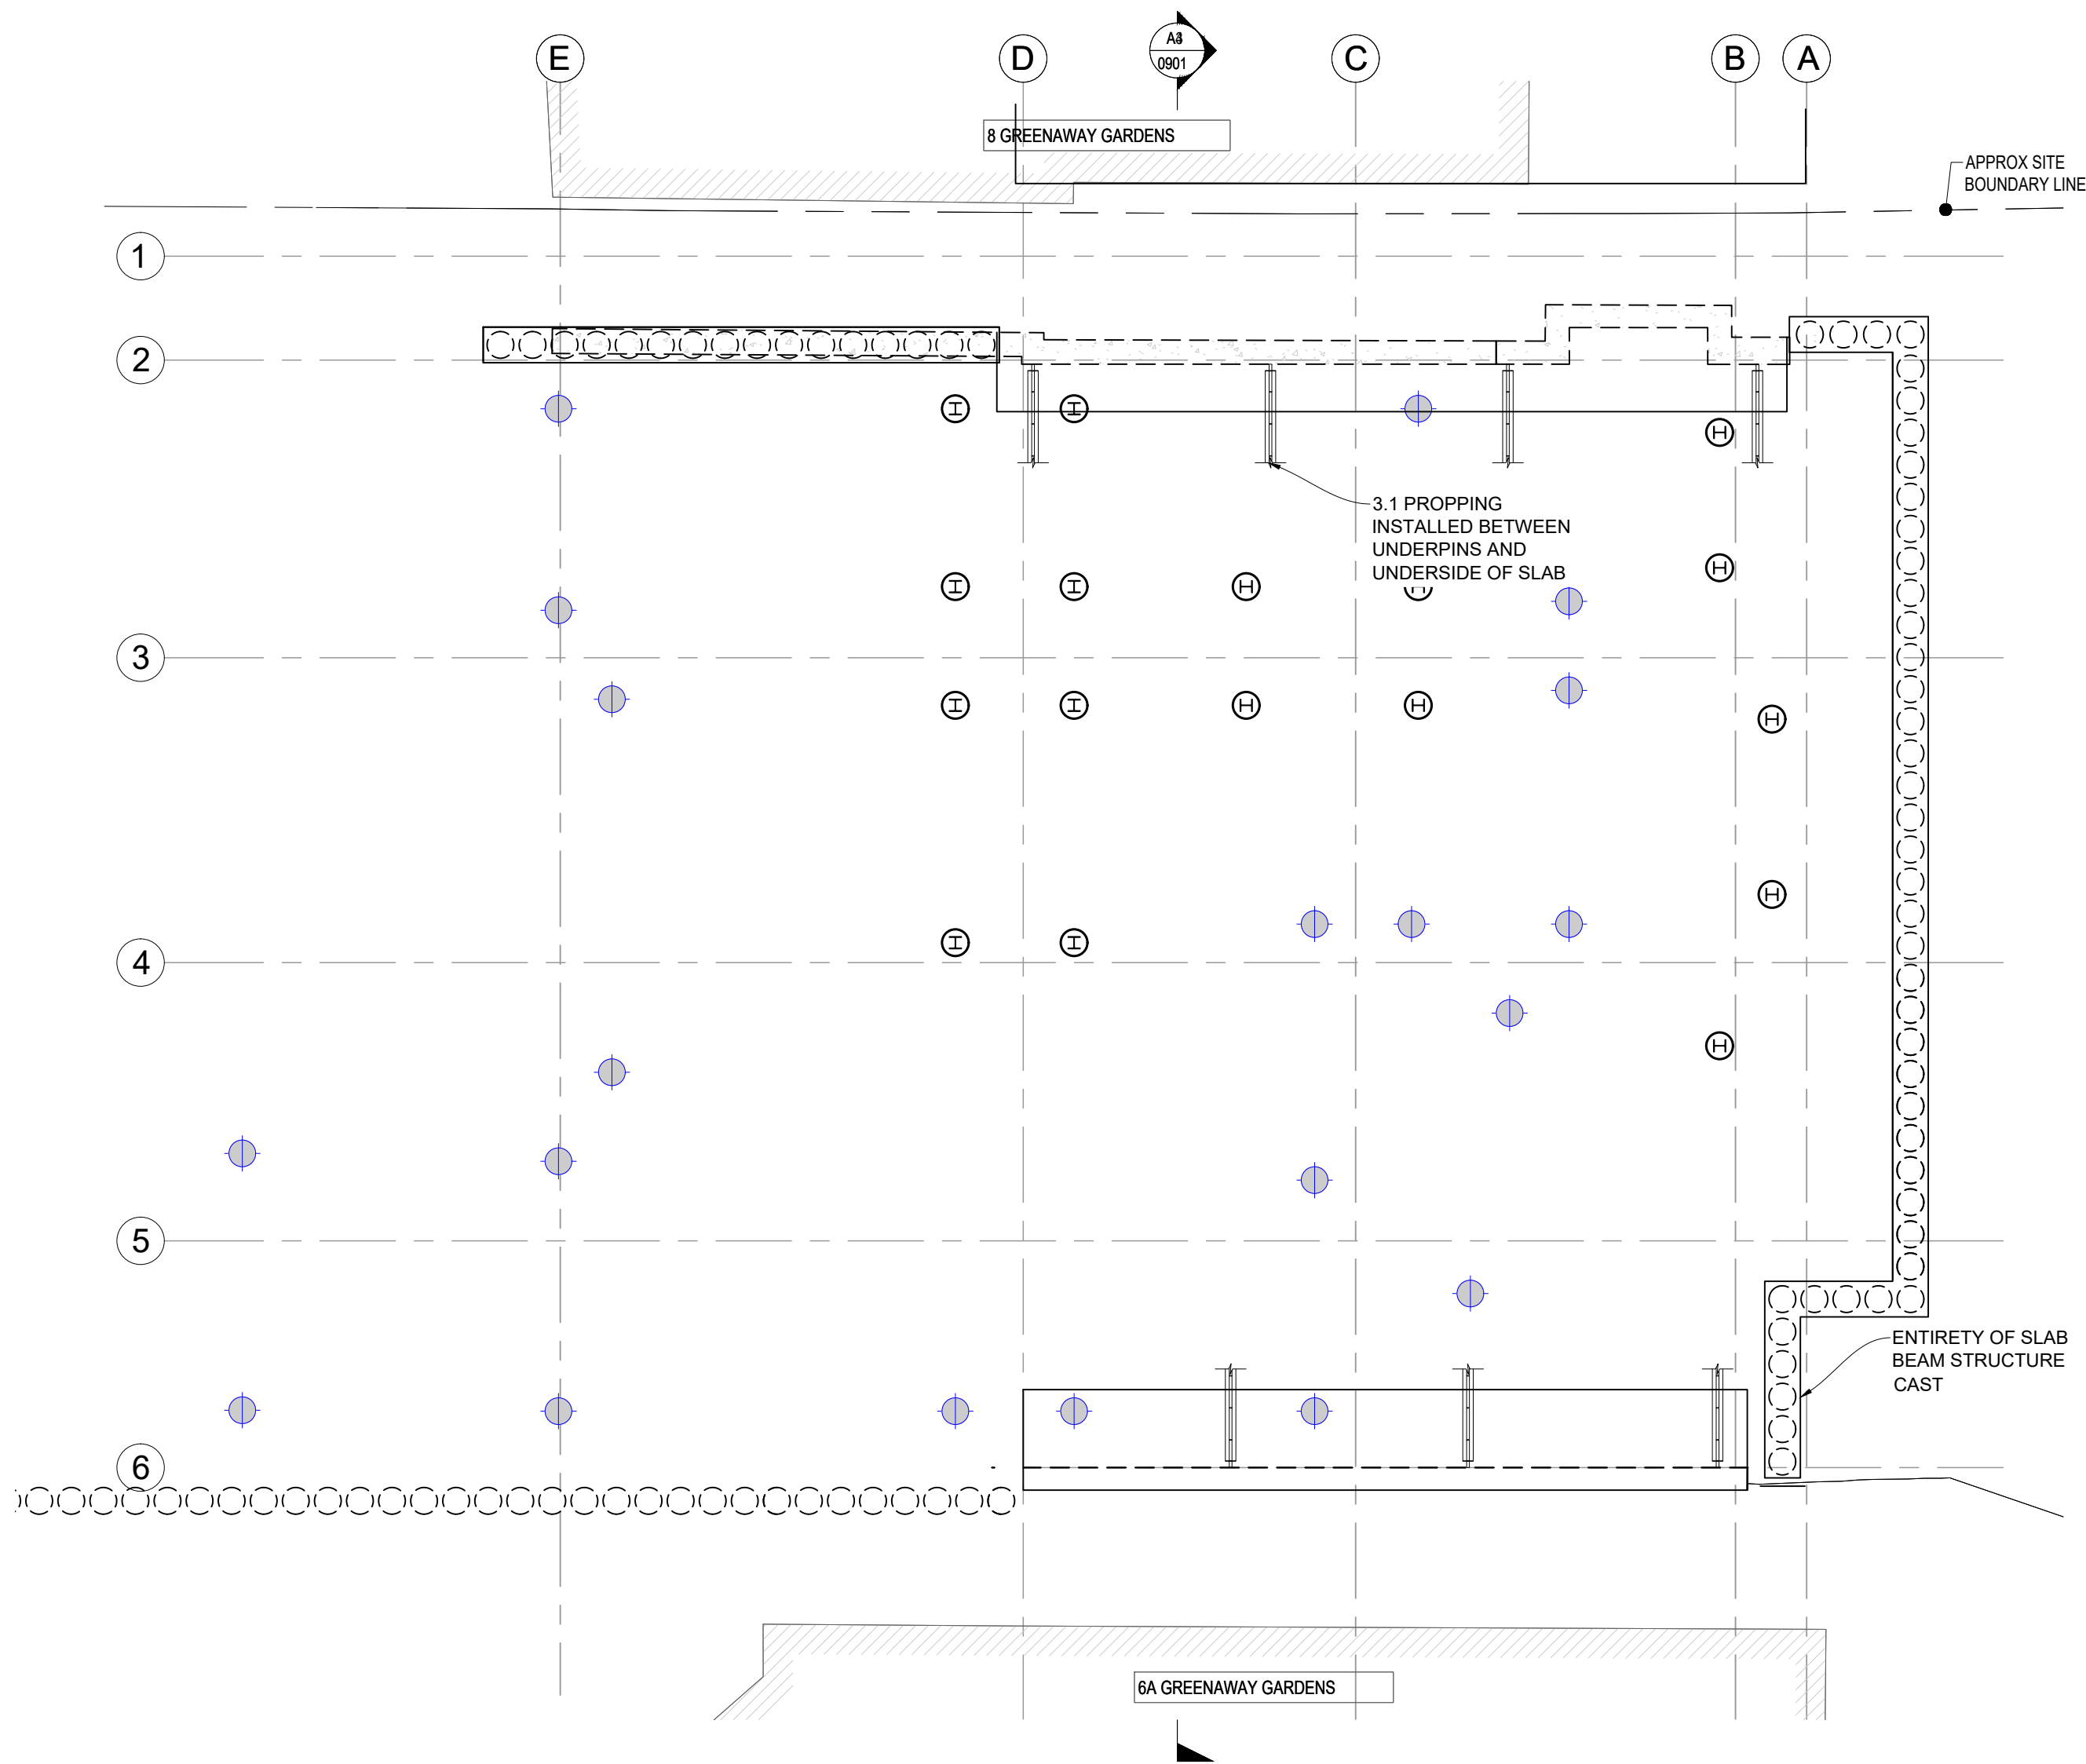 E
D
C
B
A
0901
8 GREENAWAY GARDENS
APPROX SITE
BOUNDARY LINE
1
2
3.1 PROPPING
INSTALLED BETWEEN
UNDERPINS AND
UNDERSIDE OF SLAB
3
4
5
ENTIRETY OF SLAB
BEAM STRUCTURE
CAST
6
6A GREENAWAY GARDENS